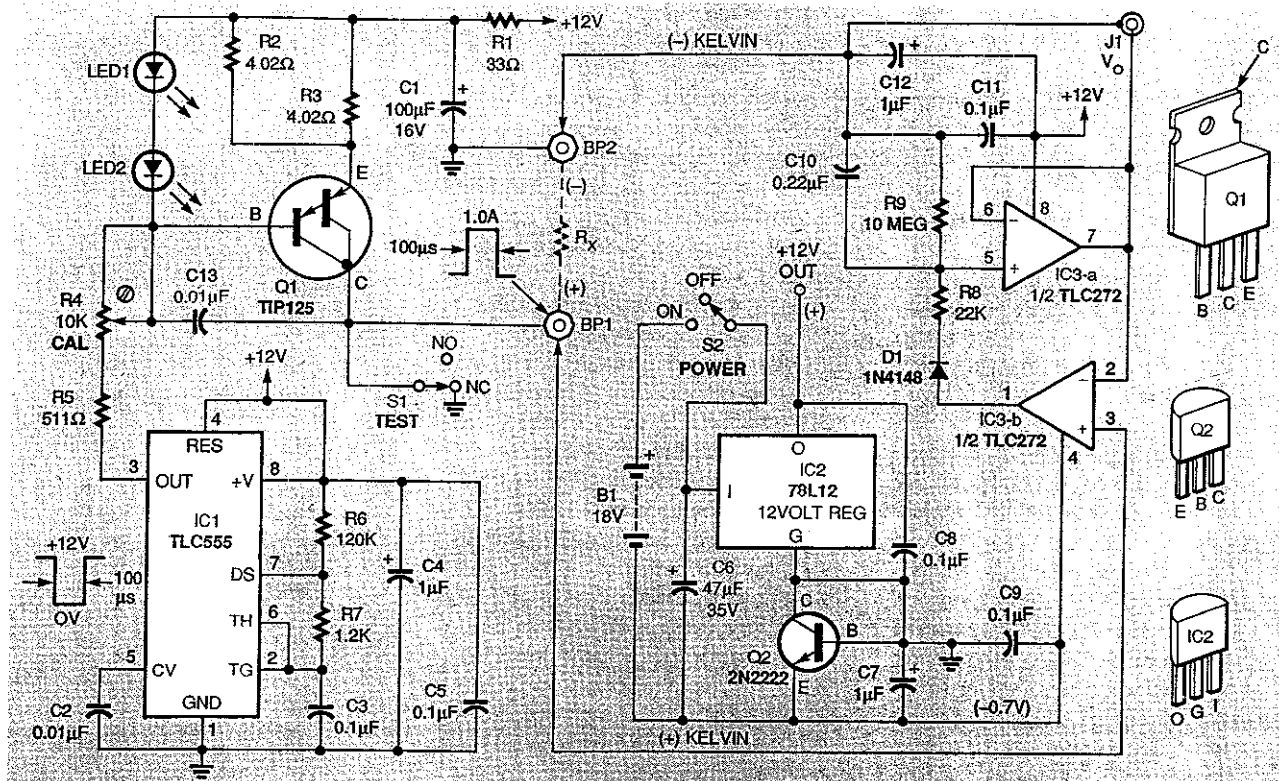 LED1
LED2
R2
4.02Ω
R3
4.02Ω
C1
100µF
16V
R1
33Ω
+12V
(–) KELVIN
BP2
(–)
RX
(+)
BP1
1.0A
100µs
E
B
C
Q1
TIP125
C13
0.01µF
R4
10K
CAL
R5
511Ω
+12V
NO
NC
S1
TEST
4
RES
3
OUT
+V
8
IC1
TLC555
DS
7
TH
6
TG
2
5
CV
GND
1
+12V
100
µs
0V
C2
0.01µF
R6
120K
R7
1.2K
C3
0.1µF
C4
1µF
C5
0.1µF
J1
VO
C12
1µF
+
C11
0.1µF
+12V
C10
0.22µF
R9
10 MEG
6
–
8
5
+
7
IC3-a
1/2 TLC272
R8
22K
D1
1N4148
1
–
2
+
3
4
IC3-b
1/2 TLC272
OFF
ON
S2
POWER
+12V
OUT
(+)
B1
18V
O
I
IC2
78L12
12VOLT REG
G
C6
47µF
35V
C8
0.1µF
C
B
E
Q2
2N2222
C9
0.1µF
C7
1µF
(–0.7V)
(+) KELVIN
C
Q1
B C E
Q2
E B C
IC2
O G I